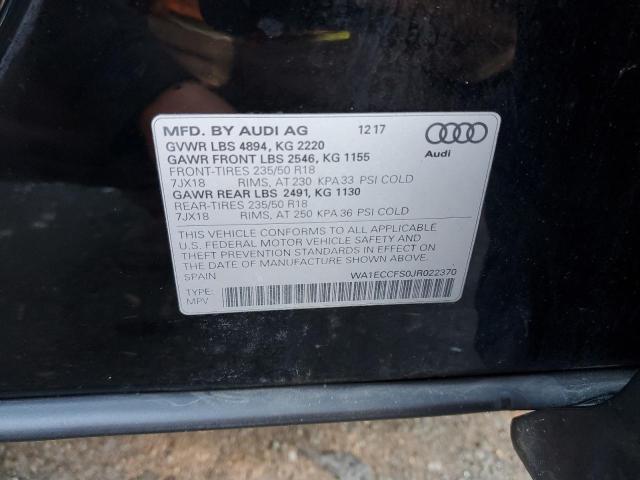 MFD. BY AUDI AG 12 17
GVWR LBS 4894, KG 2220
GAWR FRONT LBS 2546, KG 1155
FRONT-TIRES 235/50 R18
7JX18 RIMS, AT 230 KPA 33 PSI COLD
GAWR REAR LBS 2491, KG 1130
REAR-TIRES 235/50 R18
7JX18 RIMS, AT 250 KPA 36 PSI COLD
Audi
THIS VEHICLE CONFORMS TO ALL APPLICABLE
U.S. FEDERAL MOTOR VEHICLE SAFETY AND
THEFT PREVENTION STANDARDS IN EFFECT ON
THE DATE OF MANUFACTURE SHOWN ABOVE.
SPAIN WA1ECCFS0JR022370
TYPE:
MPV